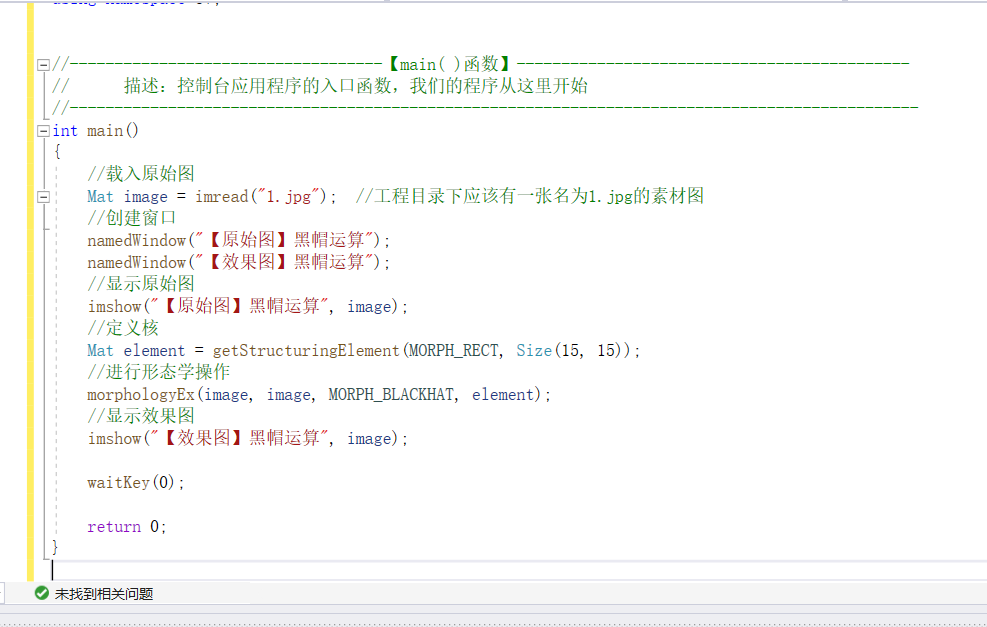 //-----------------------------------【main( )函数】--------------------------------------------
//      描述：控制台应用程序的入口函数，我们的程序从这里开始
//-----------------------------------------------------------------------------------------------
int main()
{
    //载入原始图
    Mat image = imread("1.jpg");  //工程目录下应该有一张名为1.jpg的素材图
    //创建窗口
    namedWindow("【原始图】黑帽运算");
    namedWindow("【效果图】黑帽运算");
    //显示原始图
    imshow("【原始图】黑帽运算", image);
    //定义核
    Mat element = getStructuringElement(MORPH_RECT, Size(15, 15));
    //进行形态学操作
    morphologyEx(image, image, MORPH_BLACKHAT, element);
    //显示效果图
    imshow("【效果图】黑帽运算", image);
    waitKey(0);
    return 0;
}
未找到相关问题